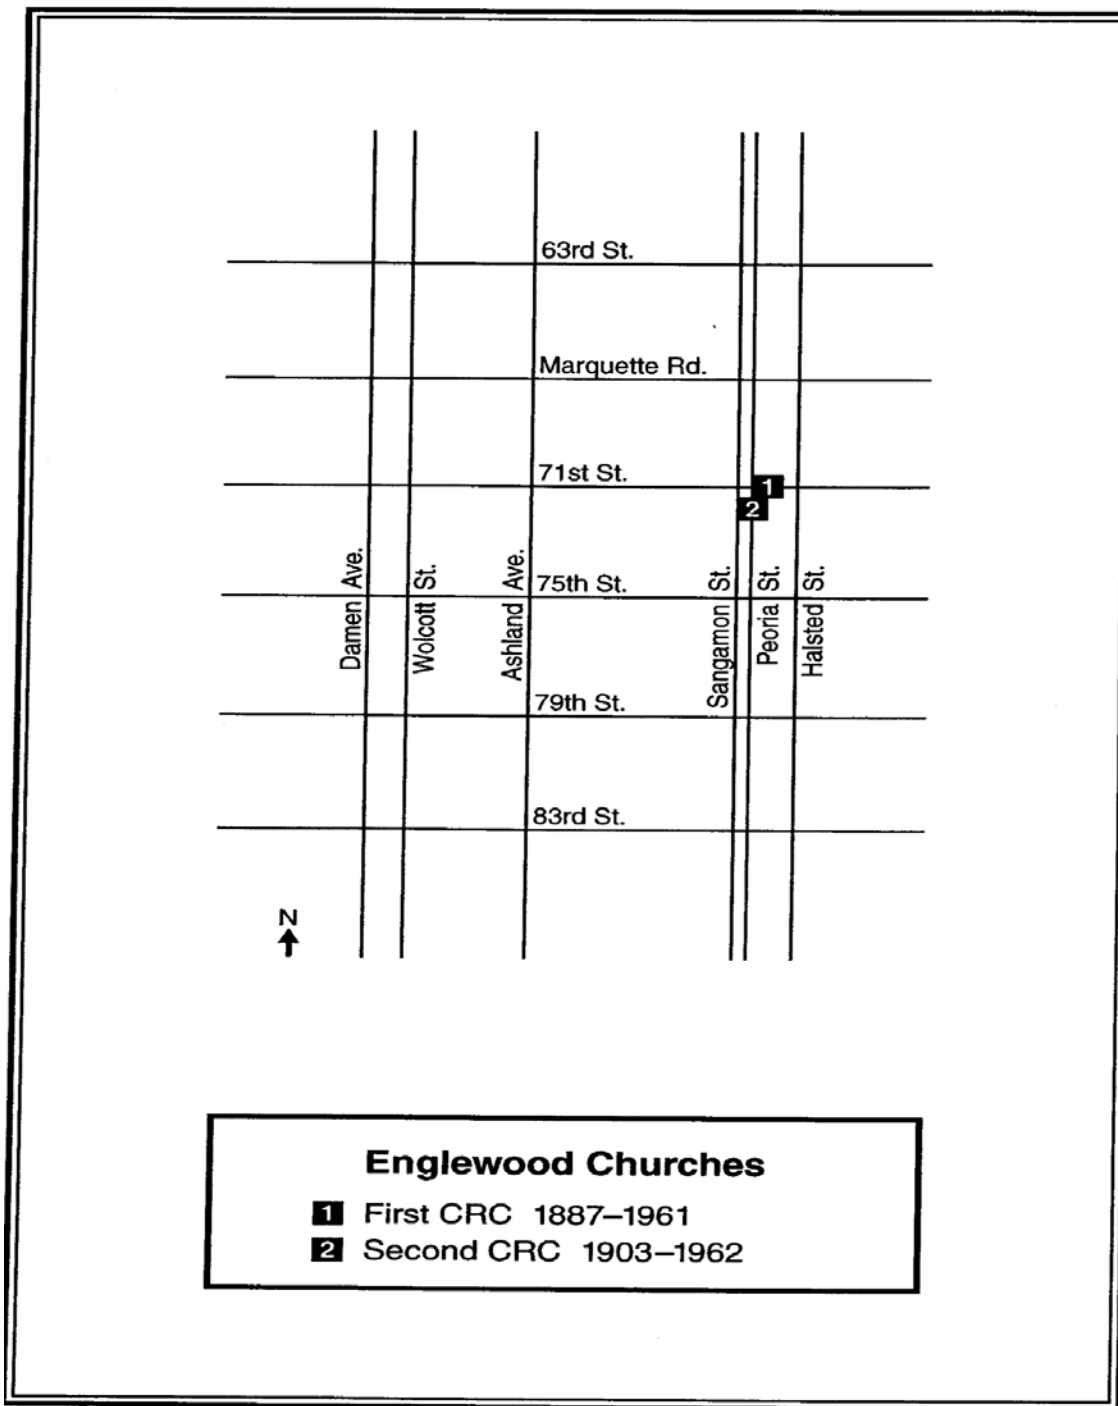 63rd St.
Marquette Rd.
71st St.
1
2
75th St.
Damen Ave.
Wolcott St.
Ashland Ave.
Sangamon St.
Peoria St.
Halsted St.
79th St.
83rd St.
N
Englewood Churches
1 First CRC 1887–1961
2 Second CRC 1903–1962